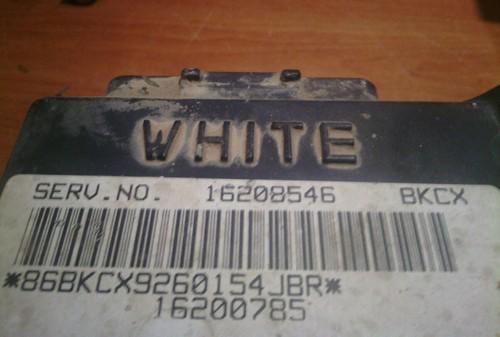 WHITE
SERV.NO. 16208546 BKCX
*86BKCX9260154JBR*
16200785